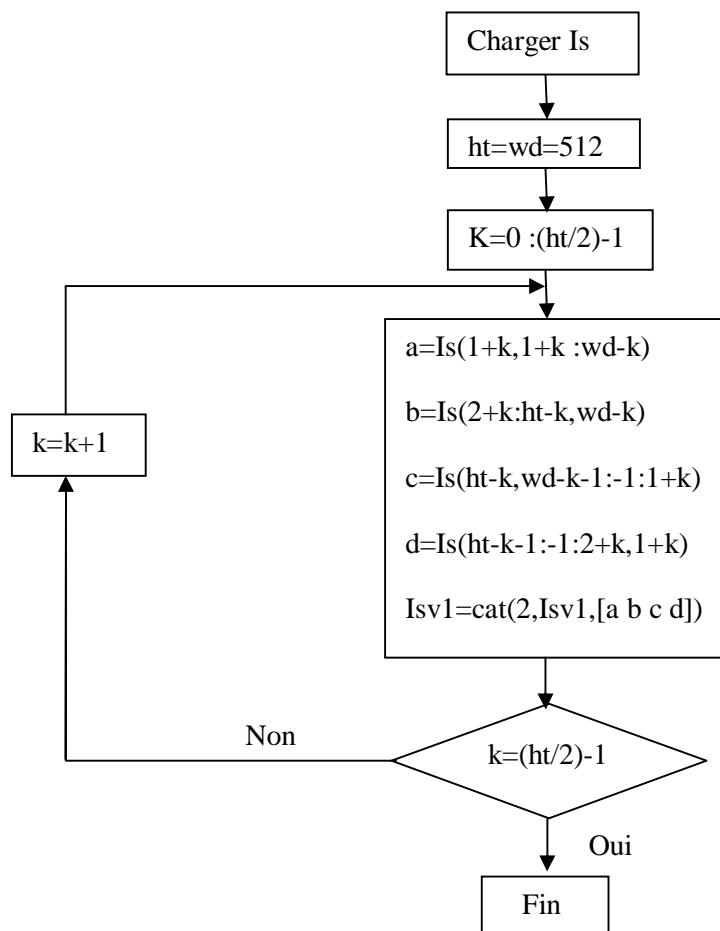 Charger Is
ht=wd=512
K=0 :(ht/2)-1
a=Is(1+k,1+k :wd-k)
b=Is(2+k:ht-k,wd-k)
k=k+1
c=Is(ht-k,wd-k-1:-1:1+k)
d=Is(ht-k-1:-1:2+k,1+k)
Isv1=cat(2,Isv1,[a b c d])
Non
k=(ht/2)-1
Oui
Fin